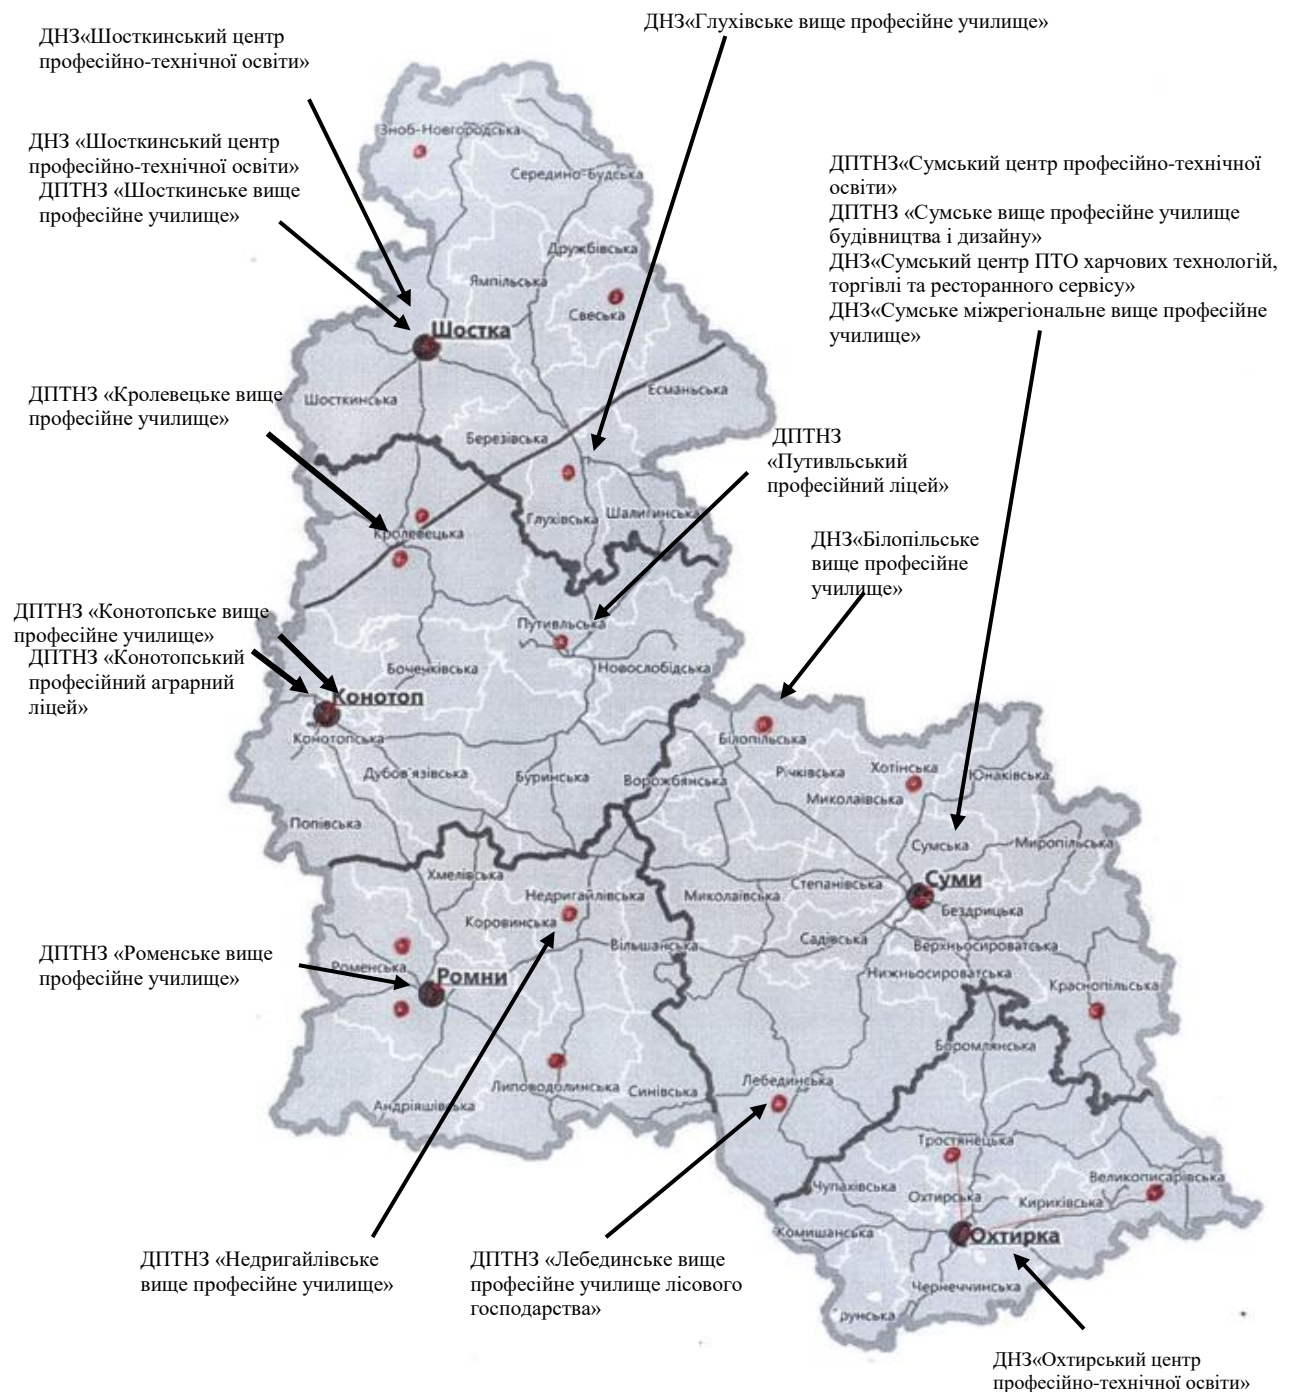 ДНЗ«Глухівське вище професійне училище»
ДНЗ«Шосткинський центр
професійно-технічної освіти»
ДНЗ «Шосткинський центр
професійно-технічної освіти»
ДПТНЗ «Шосткинське вище
професійне училище»
ДПТНЗ«Сумський центр професійно-технічної
освіти»
ДПТНЗ «Сумське вище професійне училище
будівництва і дизайну»
ДНЗ«Сумський центр ПТО харчових технологій,
торгівлі та ресторанного сервісу»
ДНЗ«Сумське міжрегіональне вище професійне
училище»
Зноб-Новгородська
Середино-Будська
Дружбівська
Ямпільська
Свеська
Шостка
Есманьська
Шосткинська
ДПТНЗ «Кролевецьке вище
професійне училище»
Березівська
ДПТНЗ
«Путивльський
професійний ліцей»
Глухівська
Шалигинська
Кролевецька
ДНЗ«Білопільське
вище професійне
училище»
ДПТНЗ «Конотопське вище
професійне училище»
ДПТНЗ «Конотопський
професійний аграрний
ліцей»
Путивльська
Бочечківська
Новослобідська
Конотоп
Конотопська
Білопільська
Дубов'язівська
Буринська
Ворожбянська
Річківська
Хотінська
Юнаківська
Миколаївська
Попівська
Сумська
Миропільська
Хмелівська
Недригайлівська
Миколаївська
Степанівська
Суми
Коровинська
Бездрицька
Вільшанська
Садівська
Верхньосироватська
ДПТНЗ «Роменське вище
професійне училище»
Роменська
Ромни
Нижньосироватська
Краснопільська
Боромлянська
Липоводолинська
Синівська
Лебединська
Андріяшівська
Тростянецька
Чупахівська
Охтирська
Кириківська
Великописарівська
Комишанська
Охтирка
ДПТНЗ «Недригайлівське
вище професійне училище»
ДПТНЗ «Лебединське вище
професійне училище лісового
господарства»
Чернеччинська
Грунська
ДНЗ«Охтирський центр
професійно-технічної освіти»